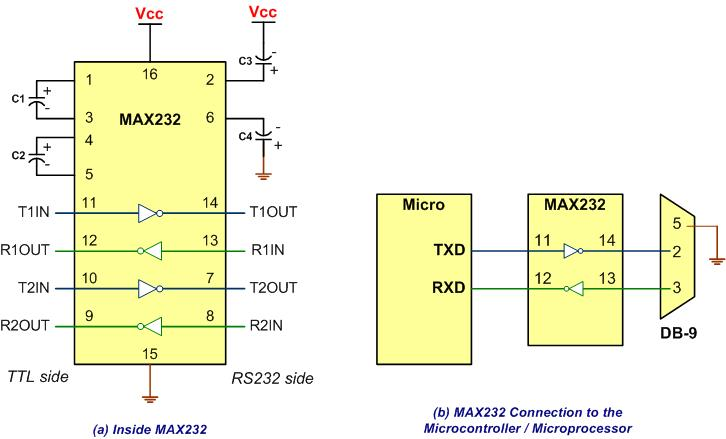 Vcc Vcc
16
C3 - +
C1 + - 1 2
MAX232
3 6
C2 + - 4 C4 - +
5
T1IN 11 14 T1OUT
R1OUT 12 13 R1IN
T2IN 10 7 T2OUT
R2OUT 9 8 R2IN
15
TTL side RS232 side
(a) Inside MAX232
Micro MAX232
5
TXD 11 14 2
RXD 12 13 3
DB-9
(b) MAX232 Connection to the
Microcontroller / Microprocessor